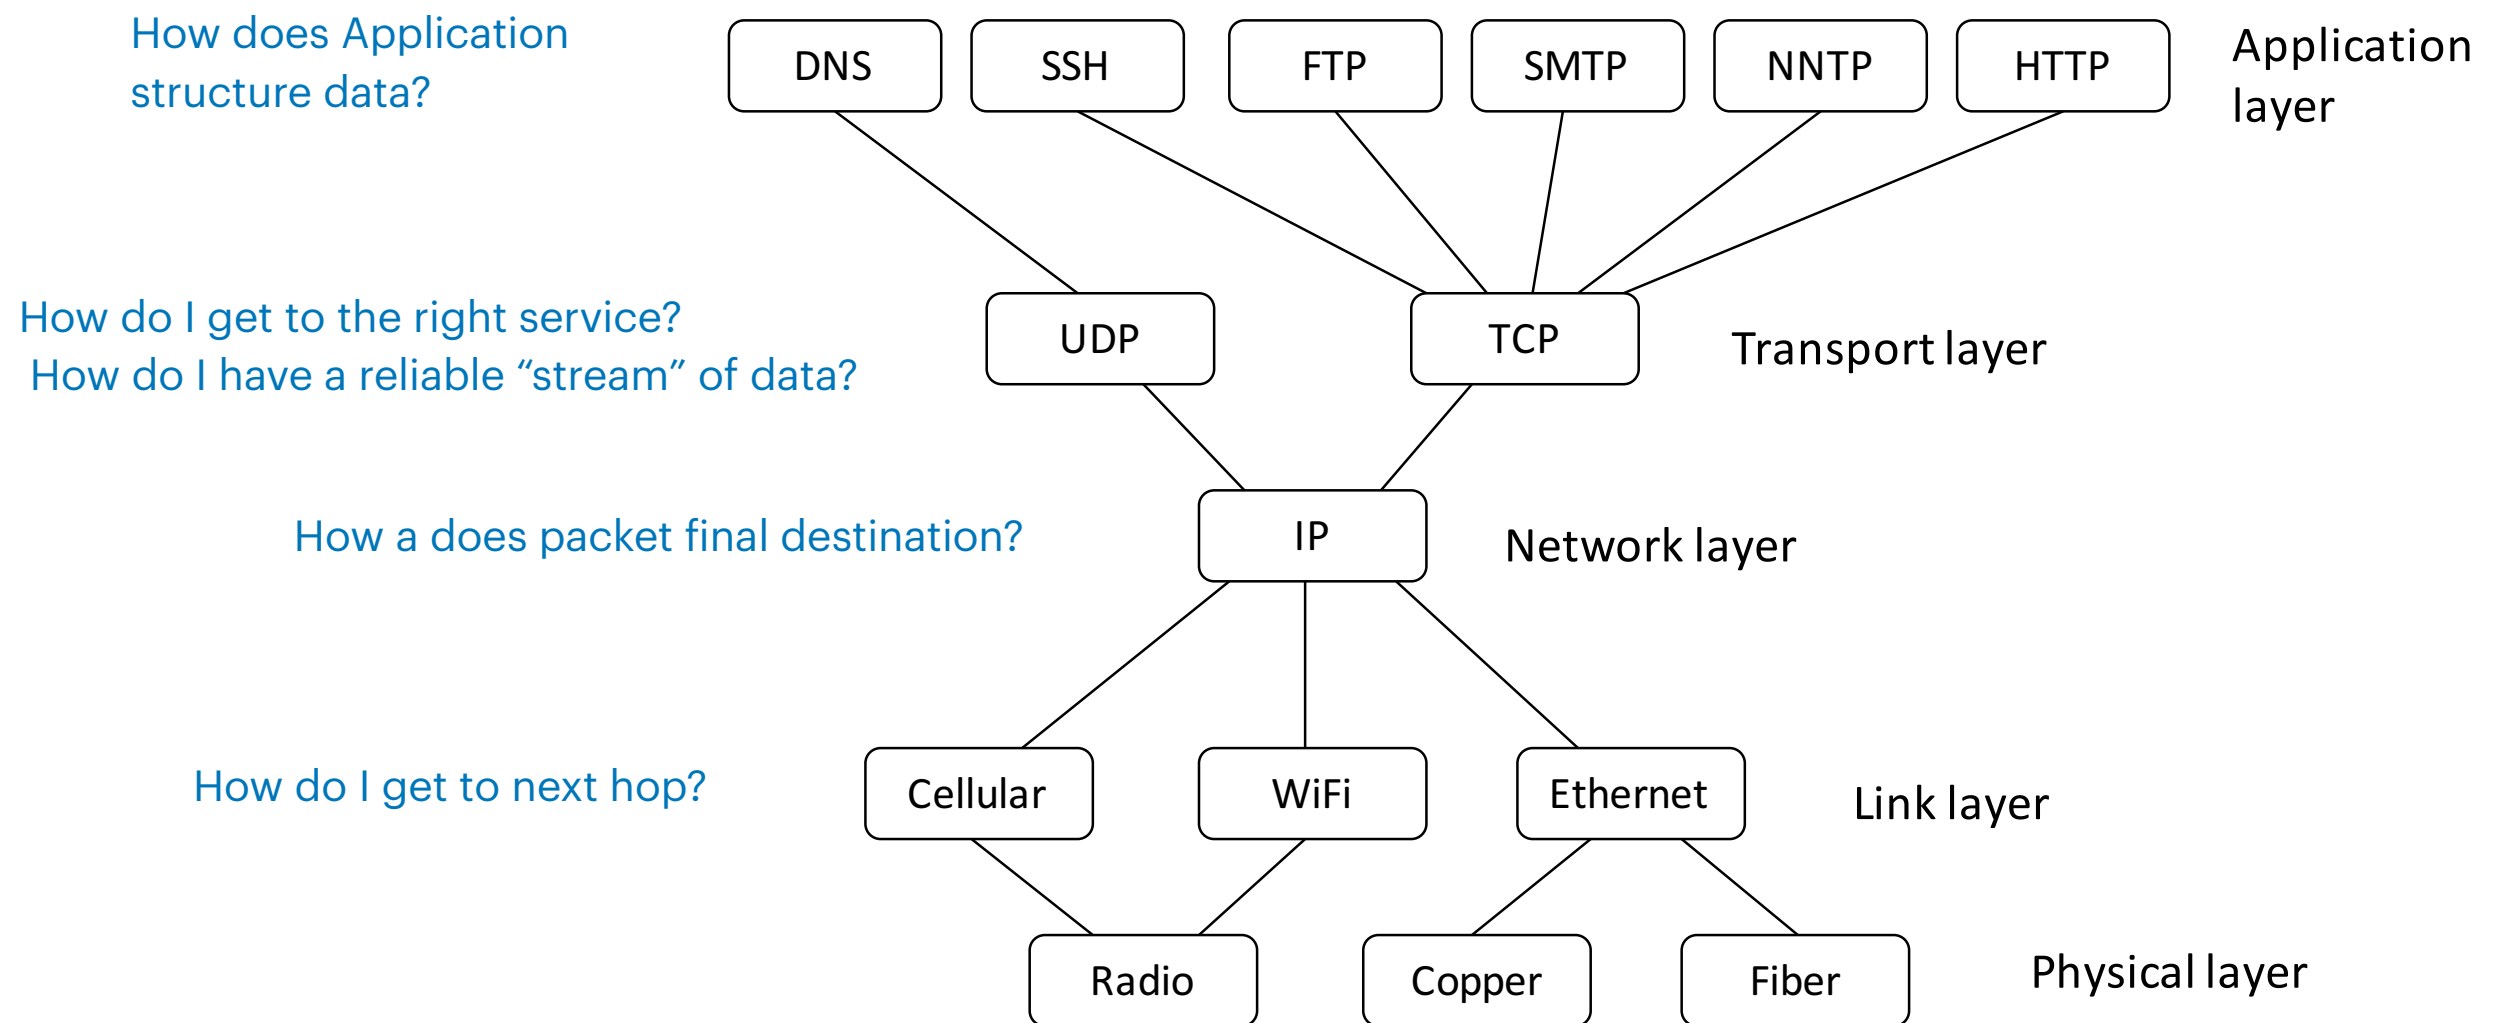 How does Application
structure data?
DNS
SSH
FTP
SMTP
NNTP
HTTP
Application
layer
How do I get to the right service?
How do I have a reliable “stream” of data?
UDP
TCP
Transport layer
How a does packet final destination?
IP
Network layer
How do I get to next hop?
Cellular
WiFi
Ethernet
Link layer
Radio
Copper
Fiber
Physical layer